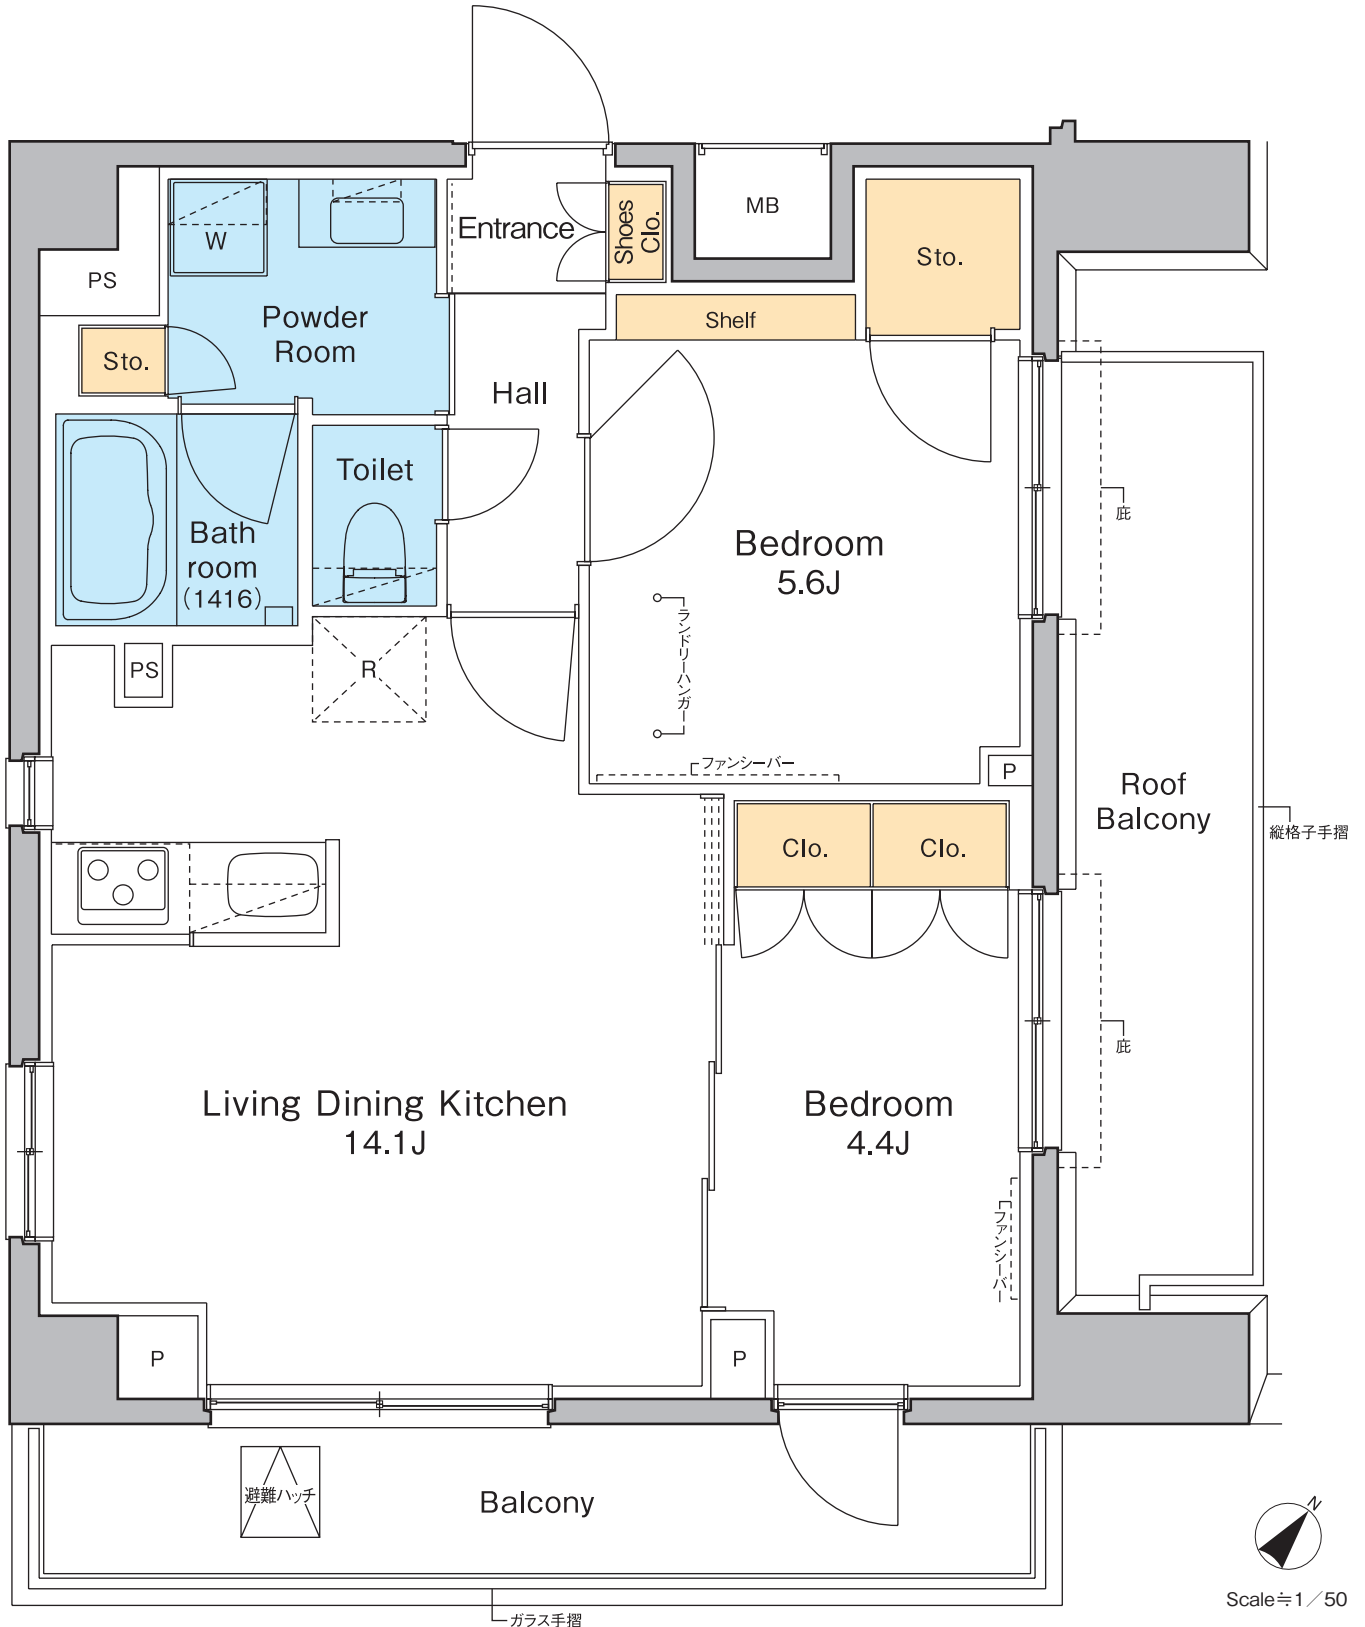 Entrance
Shoes
Clo.
MB
W
Sto.
PS
Powder
Room
Shelf
Sto.
Hall
Toilet
庇
Bath
room
(1416)
Bedroom
5.6J
ランドリーハンガ
PS
R
ファンシーバー
P
Roof
Balcony
縦格子手摺
Clo.
Clo.
庇
Living Dining Kitchen
14.1J
Bedroom
4.4J
ファンシーバー
P
P
避難ハッチ
Balcony
N
Scale≒1／50
ガラス手摺